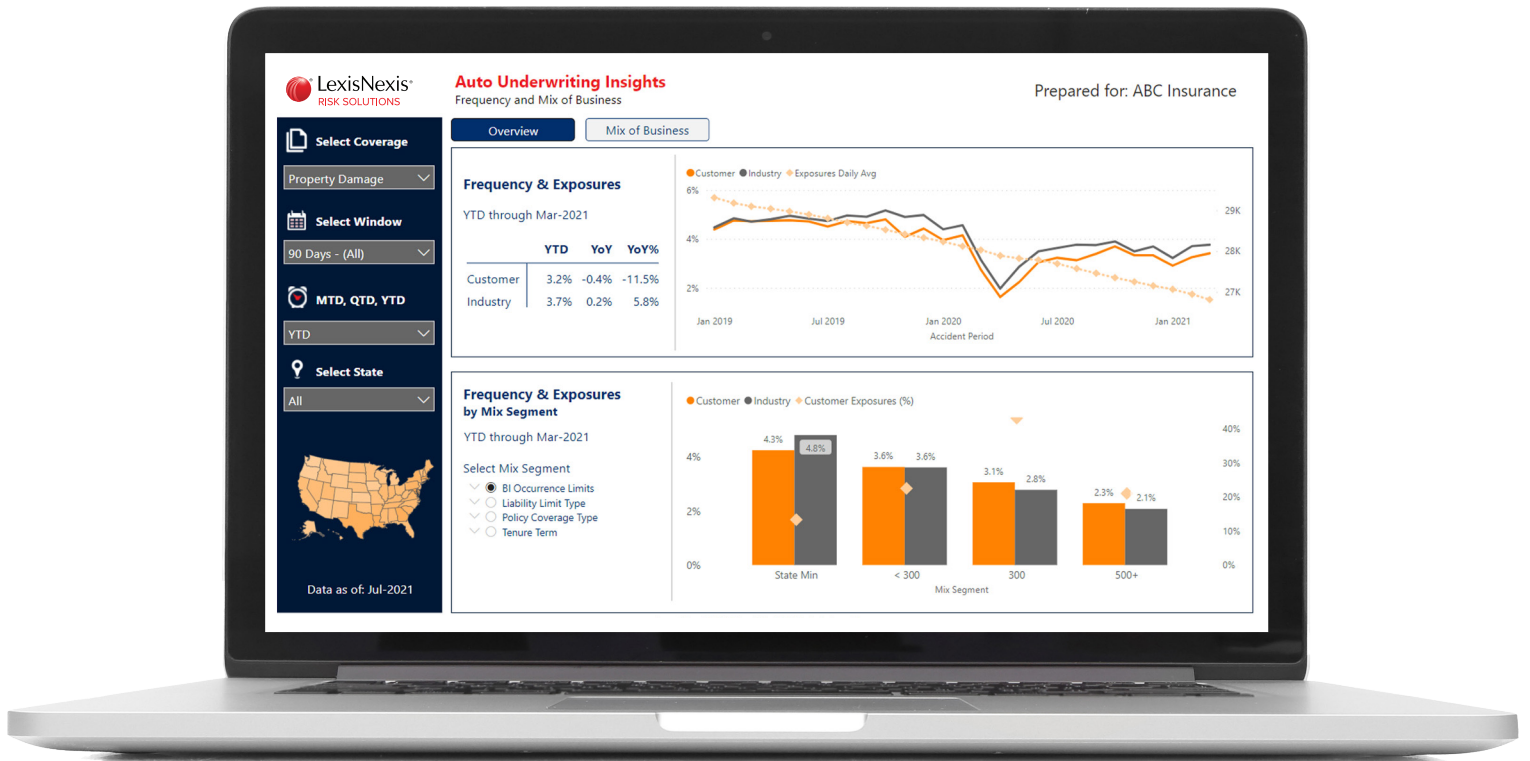 LexisNexis®
RISK SOLUTIONS
Auto Underwriting Insights
Frequency and Mix of Business
Prepared for: ABC Insurance
Overview
Mix of Business
Select Coverage
Property Damage
Select Window
90 Days - (All)
MTD, QTD, YTD
YTD
Select State
All
Data as of: Jul-2021
Frequency & Exposures
YTD through Mar-2021
YTD YoY YoY%
Customer 3.2% -0.4% -11.5%
Industry 3.7% 0.2% 5.8%
Customer Industry Exposures Daily Avg
6%
4%
2%
29K
28K
27K
Jan 2019 Jul 2019 Jan 2020 Jul 2020 Jan 2021
Accident Period
Frequency & Exposures
by Mix Segment
YTD through Mar-2021
Select Mix Segment
BI Occurrence Limits
Liability Limit Type
Policy Coverage Type
Tenure Term
Customer Industry Customer Exposures (%)
4%
2%
0%
4.3% 4.8%
3.6% 3.6%
3.1% 2.8%
2.3% 2.1%
40%
30%
20%
10%
0%
State Min < 300 300 500+
Mix Segment